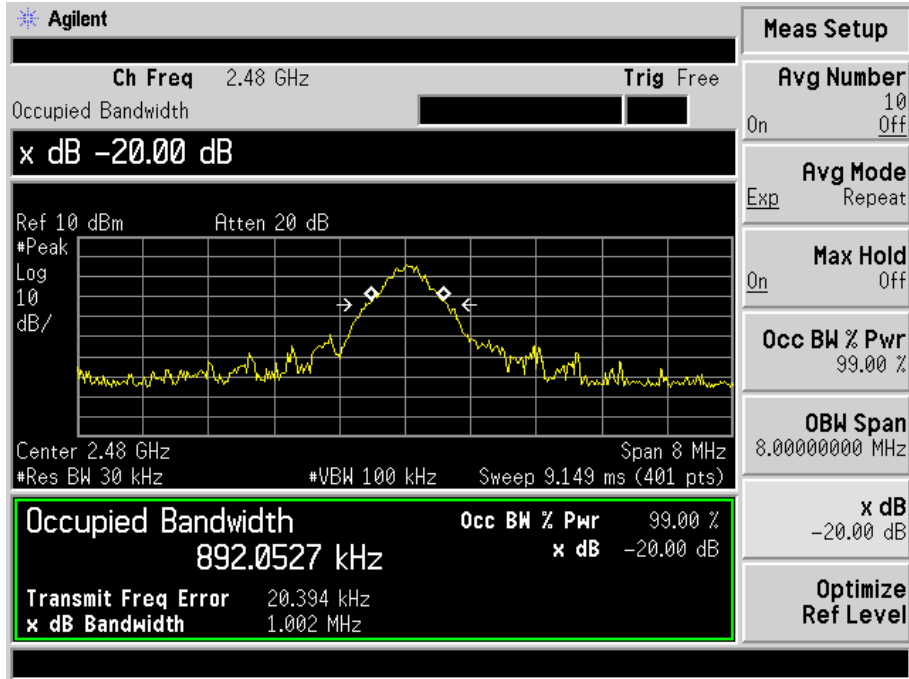 Agilent
Ch Freq 2.48 GHz Trig Free
Occupied Bandwidth
x dB -20.00 dB
Ref 10 dBm Atten 20 dB
#Peak
Log
10
dB/
Center 2.48 GHz Span 8 MHz
#Res BW 30 kHz #VBW 100 kHz Sweep 9.149 ms (401 pts)
Occupied Bandwidth
892.0527 kHz
Occ BW % Pwr 99.00 %
x dB -20.00 dB
Transmit Freq Error 20.394 kHz
x dB Bandwidth 1.002 MHz
Meas Setup
Avg Number
10
On Off
Avg Mode
Exp Repeat
Max Hold
On Off
Occ BW % Pwr
99.00 %
OBW Span
8.00000000 MHz
x dB
-20.00 dB
Optimize
Ref Level